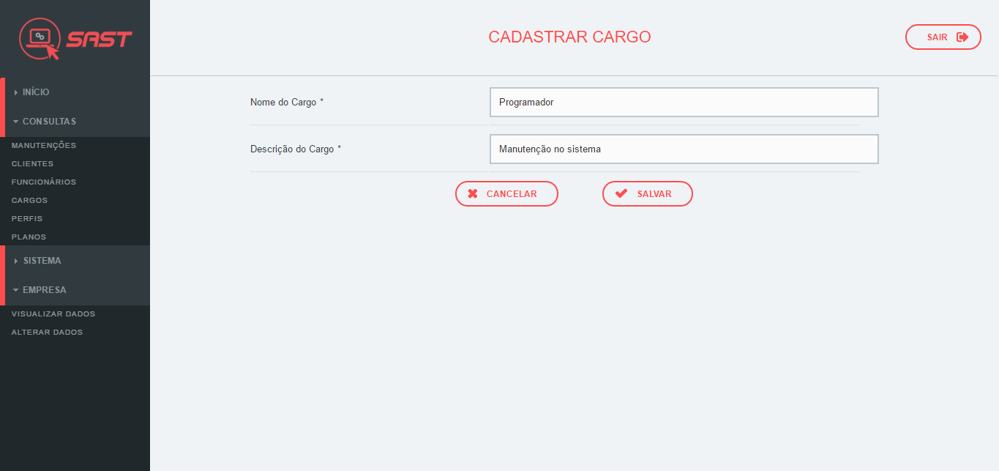 SAST
CADASTRAR CARGO
SAIR
INÍCIO
CONSULTAS
MANUTENÇÕES
CLIENTES
FUNCIONÁRIOS
CARGOS
PERFIS
PLANOS
SISTEMA
EMPRESA
VISUALIZAR DADOS
ALTERAR DADOS
Nome do Cargo * Programador
Descrição do Cargo * Manutenção no sistema
CANCELAR SALVAR